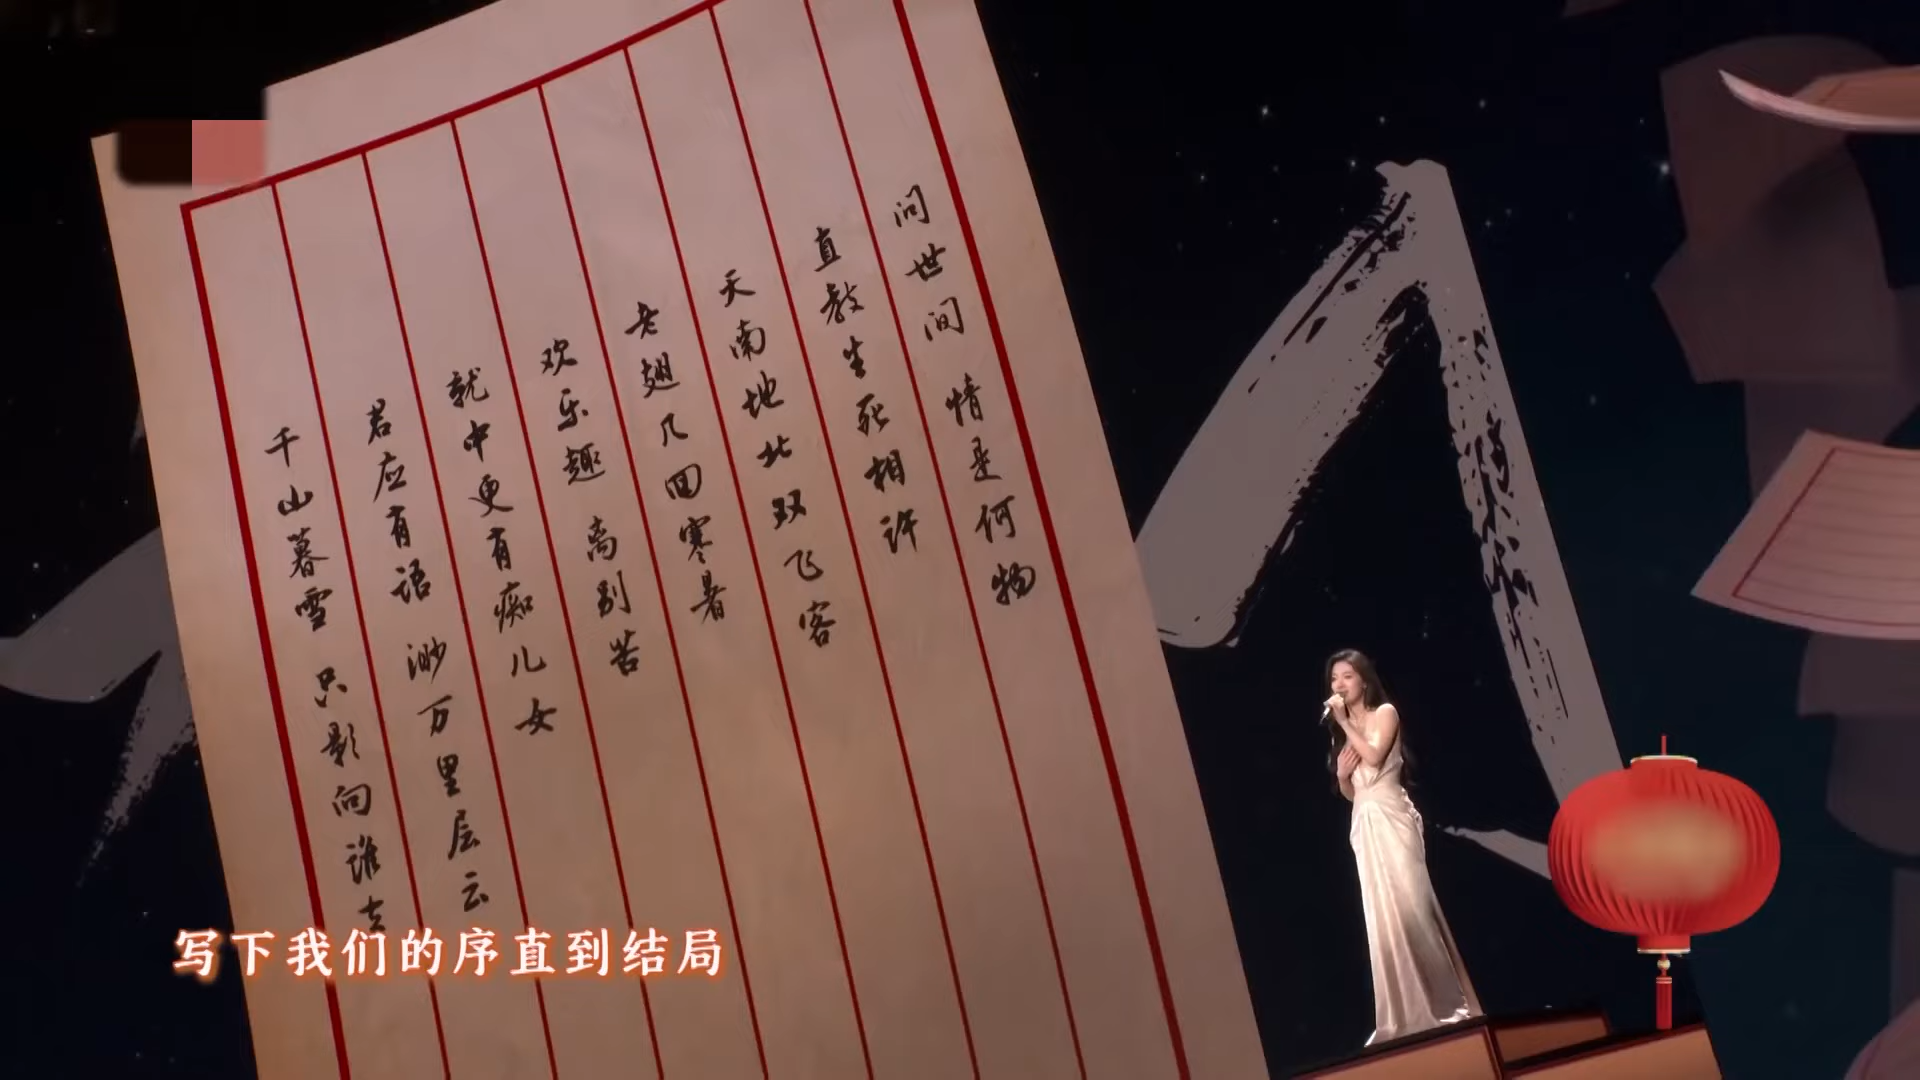 问世间 情是何物
直教生死相许
天南地北双飞客
老翅几回寒暑
欢乐趣 离别苦
就中更有痴儿女
君应有语 渺万里层云
千山暮雪 只影向谁去
写下我们的序直到结局